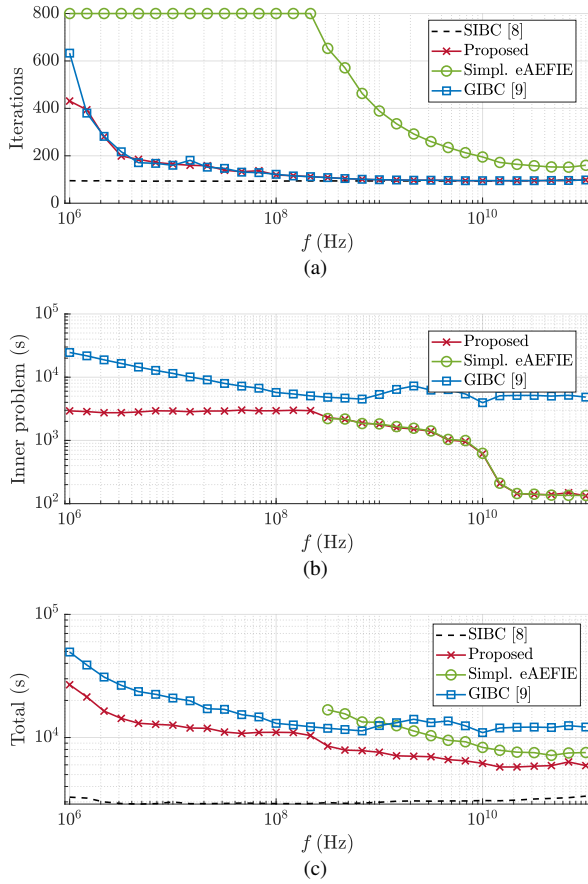 800
600
400
200
0
Iterations
SIBC [8]
Proposed
Simpl. eAEFIE
GIBC [9]
10^6
10^8
10^10
f (Hz)
(a)
10^5
10^4
10^3
10^2
Inner problem (s)
Proposed
Simpl. eAEFIE
GIBC [9]
10^6
10^8
10^10
f (Hz)
(b)
10^5
10^4
Total (s)
SIBC [8]
Proposed
Simpl. eAEFIE
GIBC [9]
10^6
10^8
10^10
f (Hz)
(c)